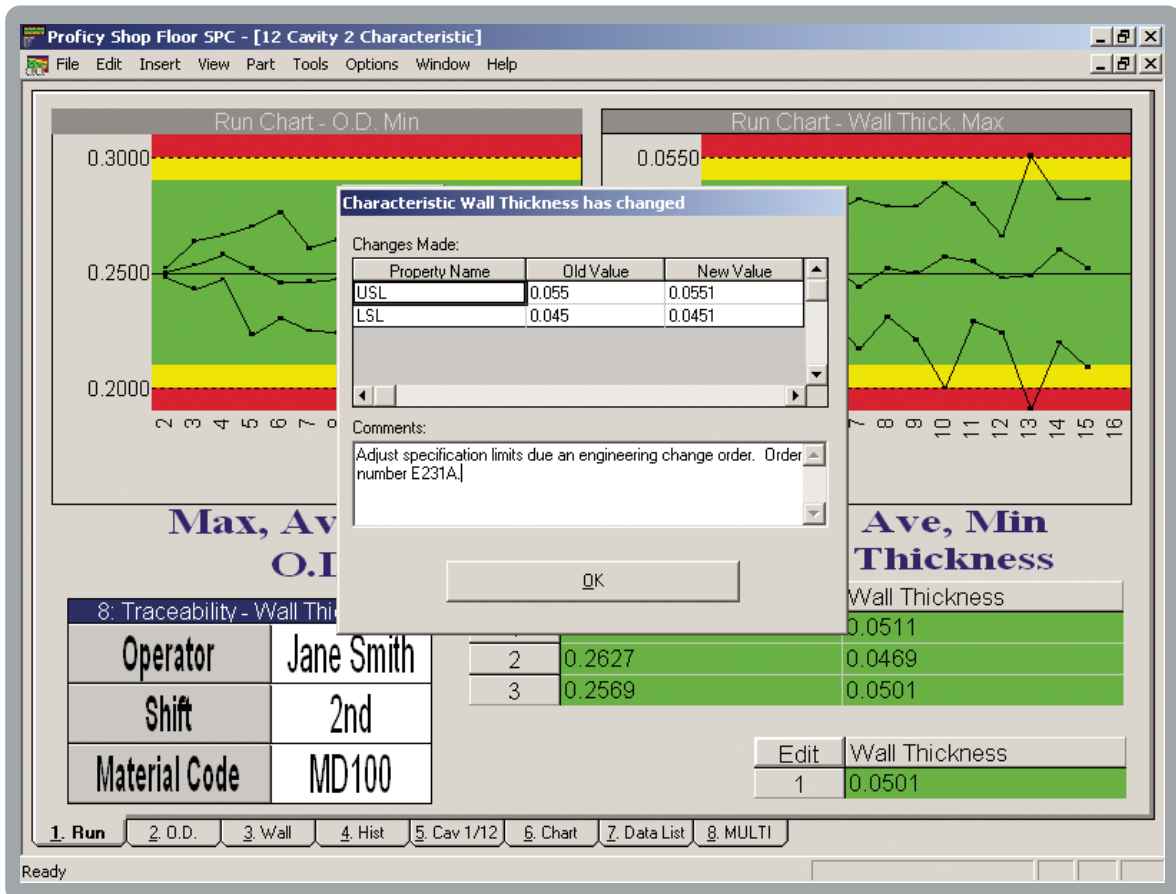 Proficy Shop Floor SPC - [12 Cavity 2 Characteristic]
File Edit Insert View Part Tools Options Window Help
Run Chart - O.D. Min
0.3000
0.2500
0.2000
2 3 4 5 6 7
Run Chart - Wall Thick. Max
0.0550
7 8 9 10 11 12 13 14 15 16
Characteristic Wall Thickness has changed
Changes Made:
Property Name Old Value New Value
USL 0.055 0.0551
LSL 0.045 0.0451
Comments:
Adjust specification limits due an engineering change order. Order
number E231A.
OK
Max, Av
O.D
Ave, Min
Thickness
8: Traceability - Wall Thi
Operator Jane Smith
Shift 2nd
Material Code MD100
Wall Thickness
0.0511
2 0.2627 0.0469
3 0.2569 0.0501
Edit Wall Thickness
1 0.0501
1. Run 2. O.D. 3. Wall 4. Hist 5. Cav 1/12 6. Chart 7. Data List 8. MULTI
Ready